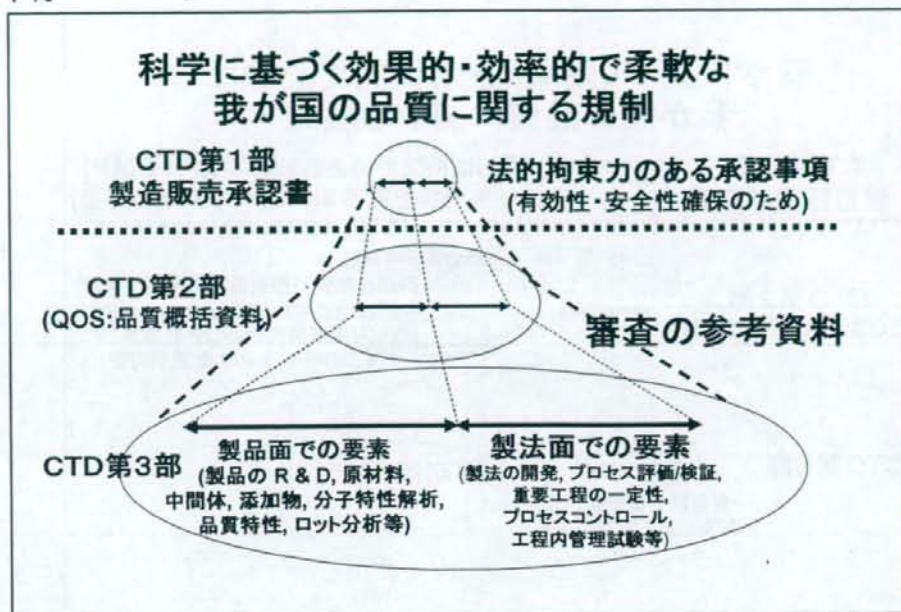 科学に基づく効果的・効率的で柔軟な
我が国の品質に関する規制
CTD第1部
製造販売承認書
法的拘束力のある承認事項
(有効性・安全性確保のため)
CTD第2部
(QOS:品質概括資料)
審査の参考資料
CTD第3部
製品面での要素
(製品のR&D, 原材料,
中間体, 添加物, 分子特性解析,
品質特性, ロット分析等)
製法面での要素
(製法の開発, プロセス評価/検証,
重要工程の一定性,
プロセスコントロール,
工程内管理試験等)